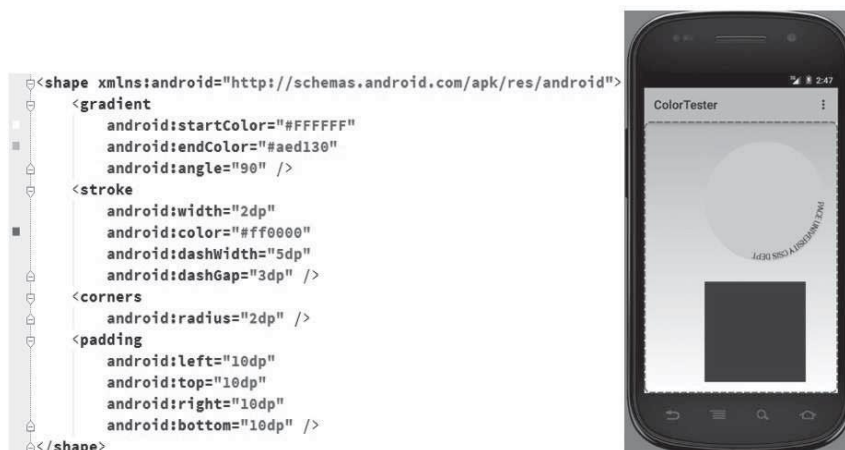 <shape xmlns:android="http://schemas.android.com/apk/res/android">
<gradient
android:startColor="#FFFFFF"
android:endColor="#aed130"
android:angle="90" />
<stroke
android:width="2dp"
android:color="#ff0000"
android:dashWidth="5dp"
android:dashGap="3dp" />
<corners
android:radius="2dp" />
<padding
android:left="10dp"
android:top="10dp"
android:right="10dp"
android:bottom="10dp" />
</shape>
2:47
ColorTester
PACE UNIVERSITY CSIS DEPT